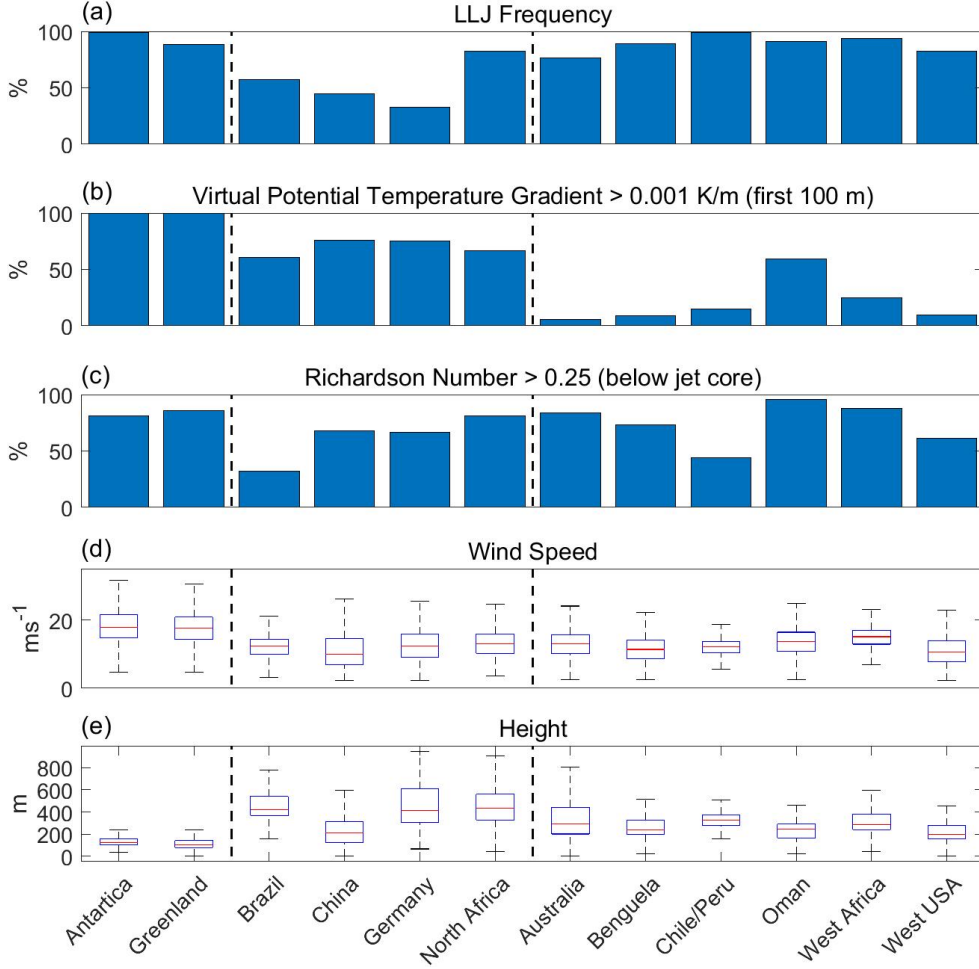 (a) LLJ Frequency
100
50
0
%
(b) Virtual Potential Temperature Gradient > 0.001 K/m (first 100 m)
100
50
0
%
(c) Richardson Number > 0.25 (below jet core)
100
50
0
%
(d) Wind Speed
20
0
ms⁻¹
(e) Height
800
600
400
200
0
m
Antartica
Greenland
Brazil
China
Germany
North Africa
Australia
Benguela
Chile/Peru
Oman
West Africa
West USA